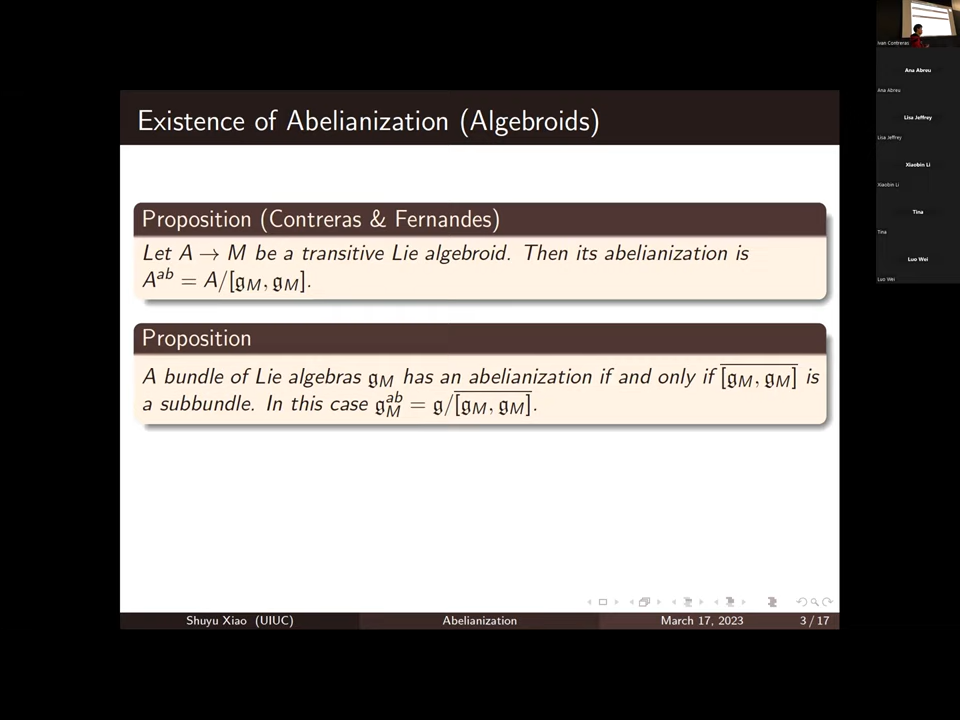 Existence of Abelianization (Algebroids)
Proposition (Contreras & Fernandes)
Let A → M be a transitive Lie algebroid. Then its abelianization is
A^{ab} = A/[𝔤_M, 𝔤_M].
Proposition
A bundle of Lie algebras 𝔤_M has an abelianization if and only if \overline{[𝔤_M, 𝔤_M]} is
a subbundle. In this case 𝔤_M^{ab} = 𝔤/\overline{[𝔤_M, 𝔤_M]}.
Shuyu Xiao (UIUC) Abelianization March 17, 2023 3 / 17
Ivan Contreras
Ana Abreu
Ana Abreu
Lisa Jeffrey
Lisa Jeffrey
Xiaobin Li
Xiaobin Li
Tina
Tina
Luo Wei
Luo Wei